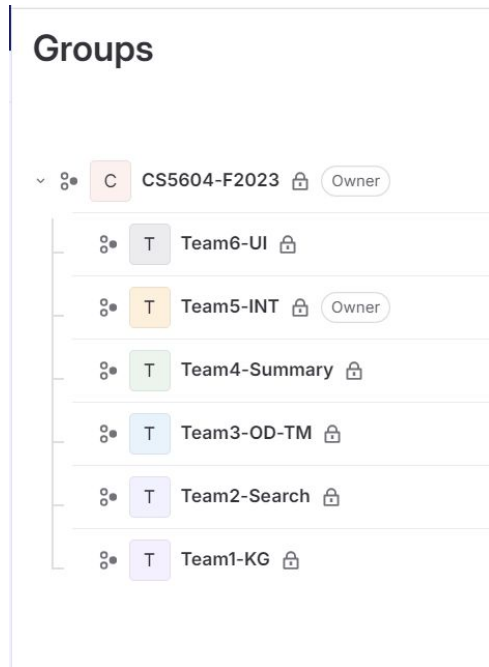 Groups
C CS5604-F2023 Owner
T Team6-UI
T Team5-INT Owner
T Team4-Summary
T Team3-OD-TM
T Team2-Search
T Team1-KG